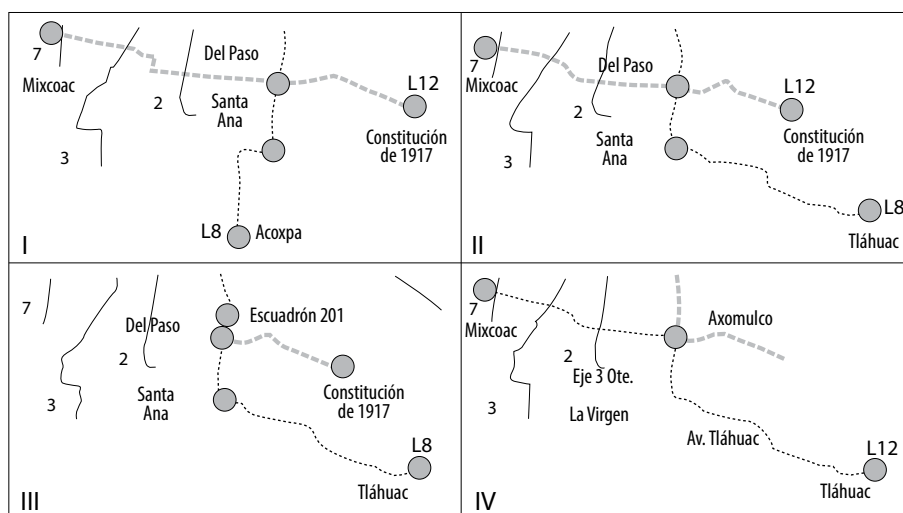 7
Mixcoac
Del Paso
2
Santa
Ana
L12
Constitución
de 1917
3
L8
Acoxpa
I
7
Mixcoac
Del Paso
L12
2
Santa
Ana
Constitución
de 1917
3
L8
Tláhuac
II
7
Escuadrón 201
Del Paso
2
3
Santa
Ana
Constitución
de 1917
L8
Tláhuac
III
7
Mixcoac
Axomulco
2
Eje 3 Ote.
3
La Virgen
Av. Tláhuac
L12
Tláhuac
IV